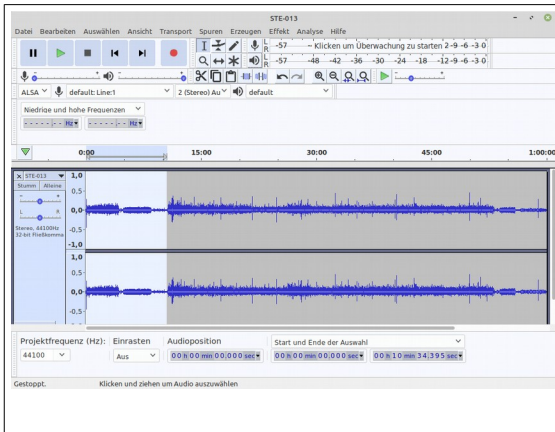 STE-013
Datei Bearbeiten Auswählen Ansicht Transport Spuren Erzeugen Effekt Analyse Hilfe
L R -57 – Klicken um Überwachung zu starten 2 -9 -6 -3 0
L R -57 -48 -42 -36 -30 -24 -18 -12 -9 -6 -3 0
ALSA default: Line:1 2 (Stereo) Au default
Niedrige und hohe Frequenzen
Hz Hz
0:00 15:00 30:00 45:00 1:00:00
× STE-013
Stumm Alleine
- +
L R
Stereo, 44100Hz
32-bit Fließkomma
1,0
0,5
0,0
-0,5
-1,0
1,0
0,5
0,0
-0,5
Projektfrequenz (Hz): Einrasten Audioposition Start und Ende der Auswahl
44100 Aus 00 h 00 min 00,000 sec 00 h 00 min 00,000 sec 00 h 10 min 34,395 sec
Gestoppt. Klicken und ziehen um Audio auszuwählen